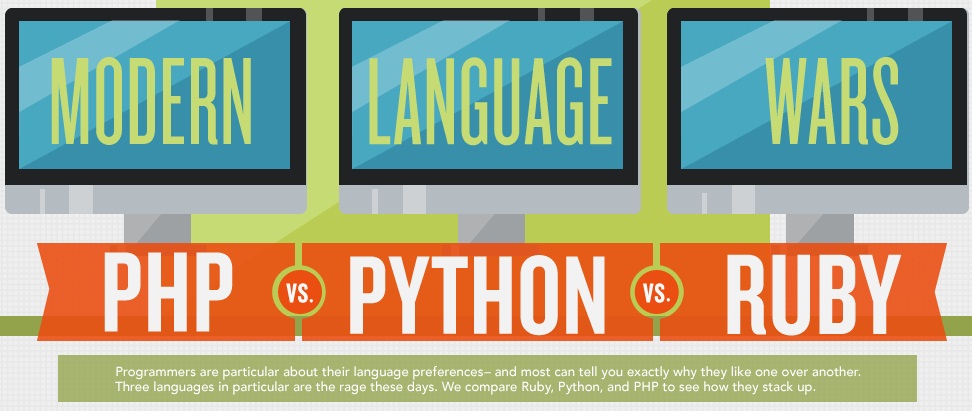 MODERN LANGUAGE WARS
PHP VS. PYTHON VS. RUBY
Programmers are particular about their language preferences– and most can tell you exactly why they like one over another.
Three languages in particular are the rage these days. We compare Ruby, Python, and PHP to see how they stack up.